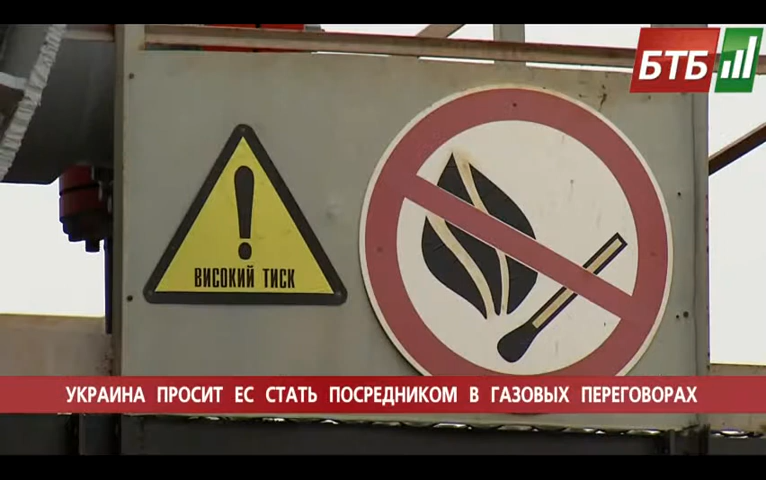 БТБ
ВИСОКИЙ ТИСК
УКРАИНА ПРОСИТ ЕС СТАТЬ ПОСРЕДНИКОМ В ГАЗОВЫХ ПЕРЕГОВОРАХ